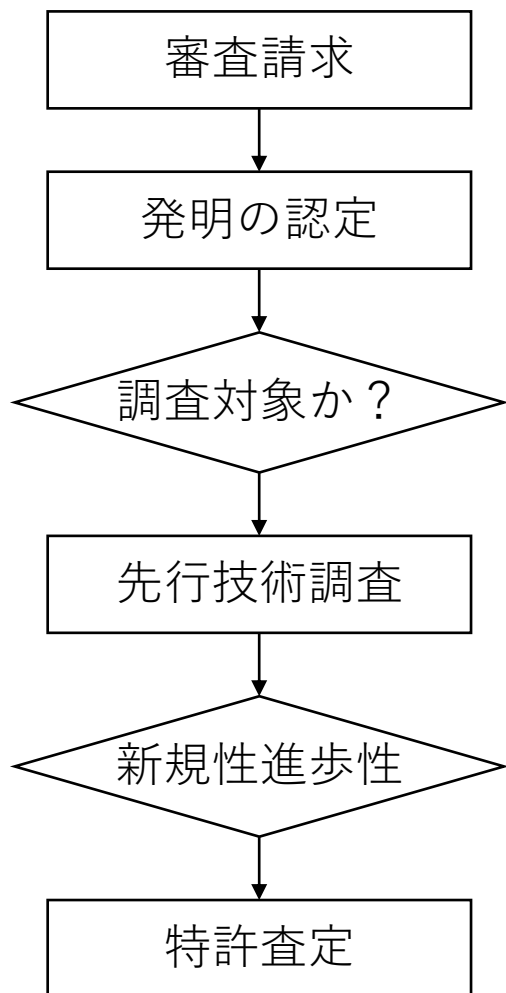 審査請求
発明の認定
調査対象か？
先行技術調査
新規性進歩性
特許査定